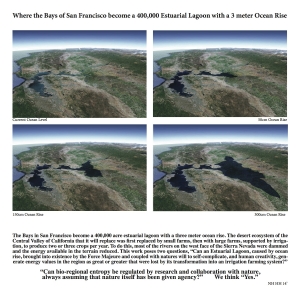 Where the Bays of San Francisco become a 400,000 Estuarial Lagoon with a 3 meter Ocean Rise
Current Ocean Level
50cm Ocean Rise
150cm Ocean Rise
300cm Ocean Rise
The Bays in San Francisco become a 400,000 acre estuarial lagoon with a three meter ocean rise. The desert ecosystem of the
Central Valley of California that it will replace was first replaced by small farms, then with large farms, supported by irriga-
tion, to produce two or three crops per year. To do this, most of the rivers on the west face of the Sierra Nevada were dammed
and the energy available in the terrain reduced. This work poses two questions, "Can an Estuarial Lagoon, caused by ocean
rise, brought into existence by the Force Majeure and coupled with natures will to self-complicate, and human creativity, gen-
erate energy values in the region as great or greater that were lost by its transformation into an irrigation farming system?"
"Can bio-regional entropy be regulated by research and collaboration with nature,
always assuming that nature itself has been given agency?" We think "Yes."